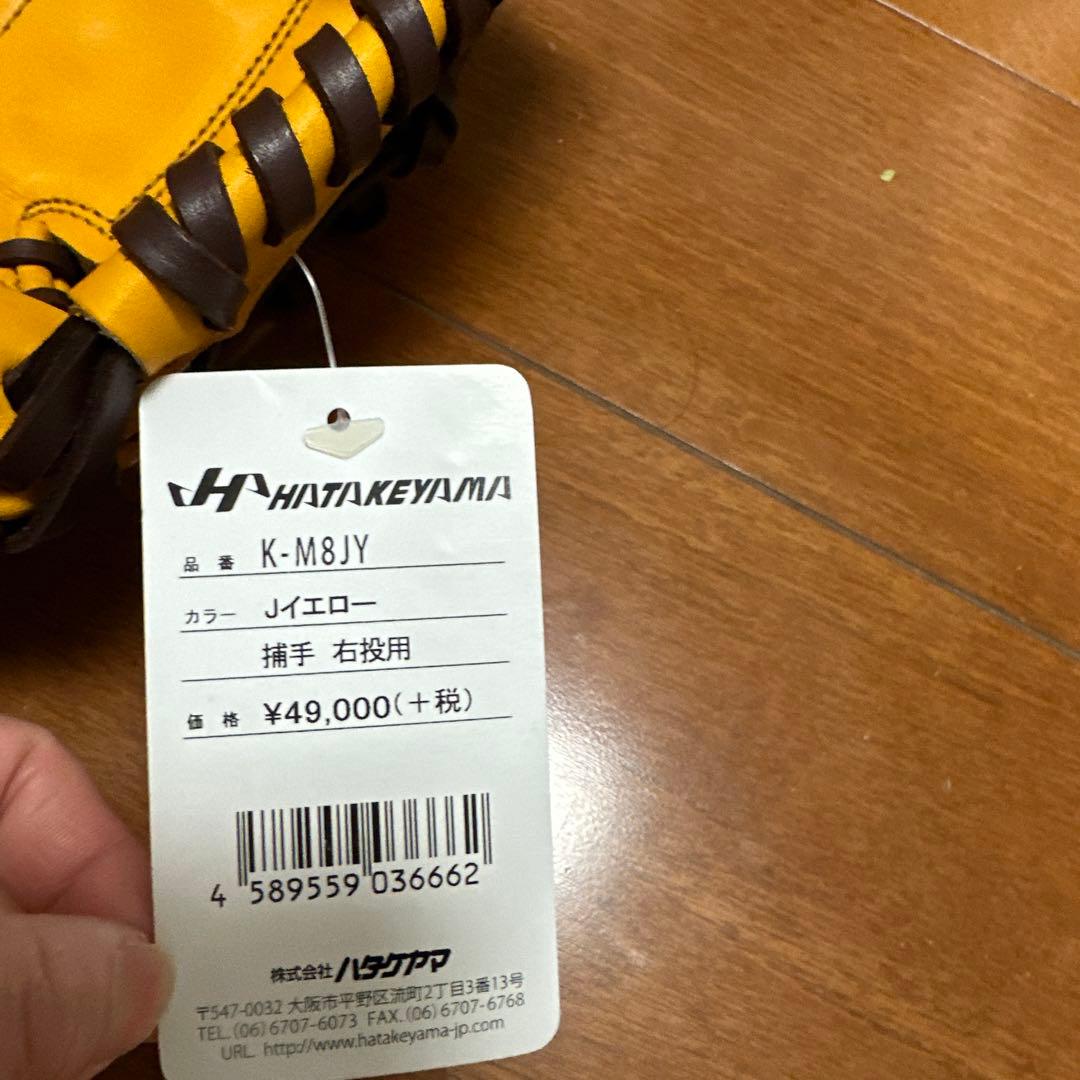 HATAKEYAMA
品番 K-M8JY
カラー Jイエロー
捕手 右投用
価格 ¥49,000(+税)
4 589559 036662
株式会社 ハタケヤマ
〒547-0032 大阪市平野区流町2丁目3番13号
TEL.(06)6707-6073 FAX.(06)6707-6768
URL. http://www.hatakeyama-jp.com